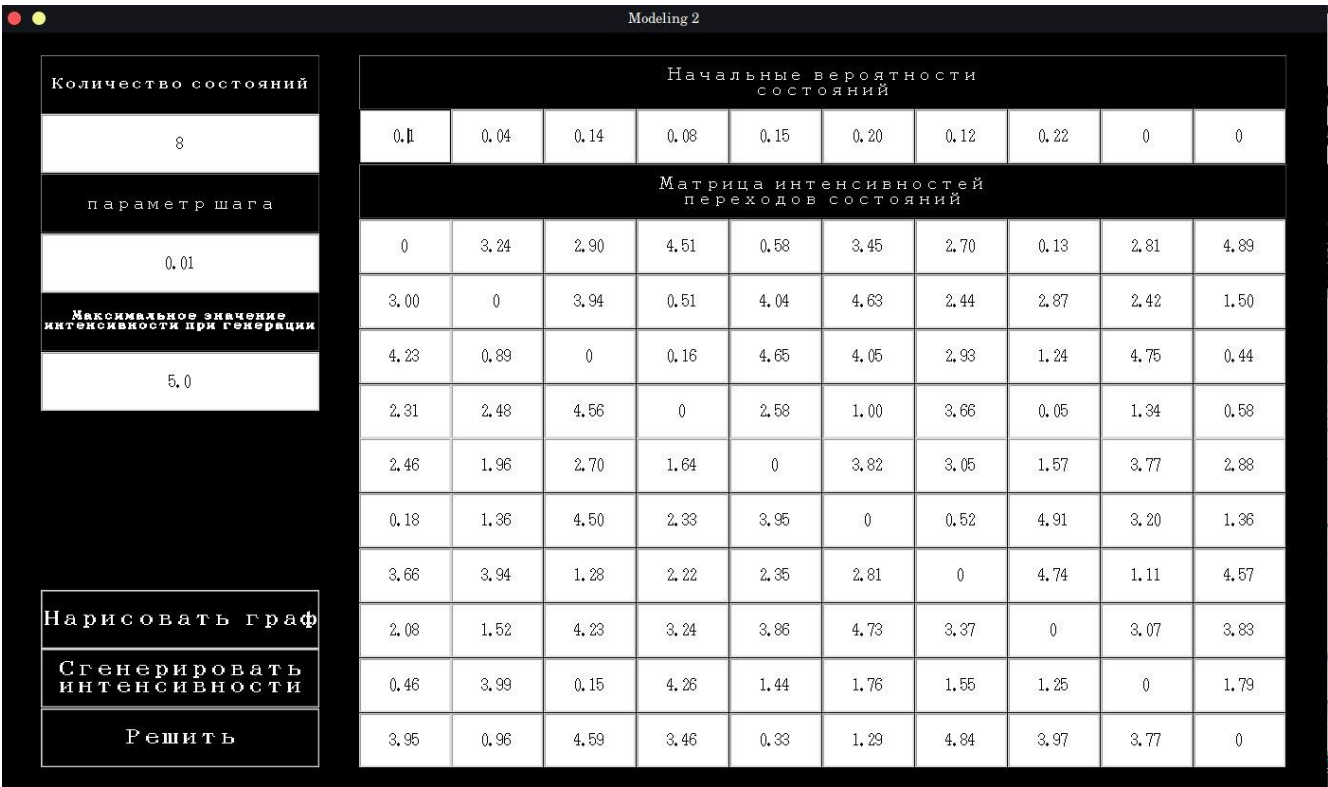 Modeling 2
Количество состояний
8
параметр шага
0.01
Максимальное значение
интенсивности при генерации
5.0
Нарисовать граф
Сгенерировать
интенсивности
Решить
Начальные вероятности
состояний
0.1 0.04 0.14 0.08 0.15 0.20 0.12 0.22 0 0
Матрица интенсивностей
переходов состояний
0 3.24 2.90 4.51 0.58 3.45 2.70 0.13 2.81 4.89
3.00 0 3.94 0.51 4.04 4.63 2.44 2.87 2.42 1.50
4.23 0.89 0 0.16 4.65 4.05 2.93 1.24 4.75 0.44
2.31 2.48 4.56 0 2.58 1.00 3.66 0.05 1.34 0.58
2.46 1.96 2.70 1.64 0 3.82 3.05 1.57 3.77 2.88
0.18 1.36 4.50 2.33 3.95 0 0.52 4.91 3.20 1.36
3.66 3.94 1.28 2.22 2.35 2.81 0 4.74 1.11 4.57
2.08 1.52 4.23 3.24 3.86 4.73 3.37 0 3.07 3.83
0.46 3.99 0.15 4.26 1.44 1.76 1.55 1.25 0 1.79
3.95 0.96 4.59 3.46 0.33 1.29 4.84 3.97 3.77 0